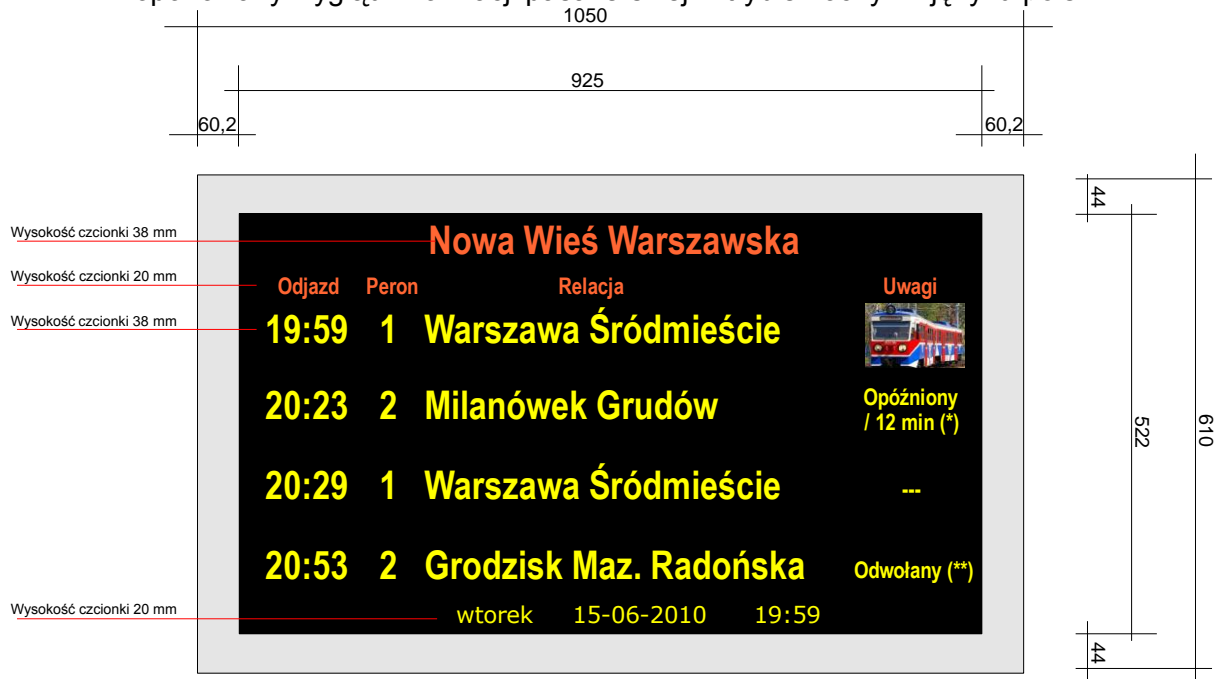 1050
925
60,2 60,2
44
Wysokość czcionki 38 mm
Nowa Wieś Warszawska
Wysokość czcionki 20 mm
Odjazd Peron Relacja Uwagi
Wysokość czcionki 38 mm
19:59 1 Warszawa Śródmieście
20:23 2 Milanówek Grudów Opóźniony
/ 12 min (*)
522
610
20:29 1 Warszawa Śródmieście ---
20:53 2 Grodzisk Maz. Radońska Odwołany (**)
Wysokość czcionki 20 mm
wtorek 15-06-2010 19:59
44